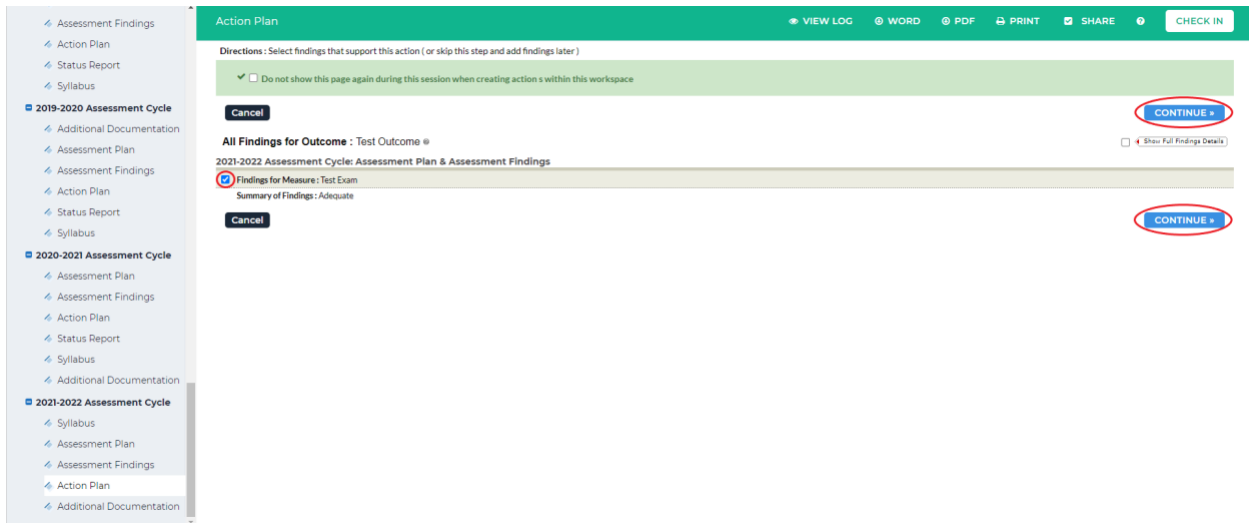 Assessment Findings
Action Plan
Status Report
Syllabus
2019-2020 Assessment Cycle
Additional Documentation
Assessment Plan
Assessment Findings
Action Plan
Status Report
Syllabus
2020-2021 Assessment Cycle
Assessment Plan
Assessment Findings
Action Plan
Status Report
Syllabus
Additional Documentation
2021-2022 Assessment Cycle
Syllabus
Assessment Plan
Assessment Findings
Action Plan
Additional Documentation
Action Plan VIEW LOG WORD PDF PRINT SHARE ? CHECK IN
Directions : Select findings that support this action ( or skip this step and add findings later )
Do not show this page again during this session when creating action s within this workspace
Cancel CONTINUE »
All Findings for Outcome : Test Outcome Show Full Findings Details
2021-2022 Assessment Cycle: Assessment Plan & Assessment Findings
Findings for Measure : Test Exam
Summary of Findings : Adequate
Cancel CONTINUE »